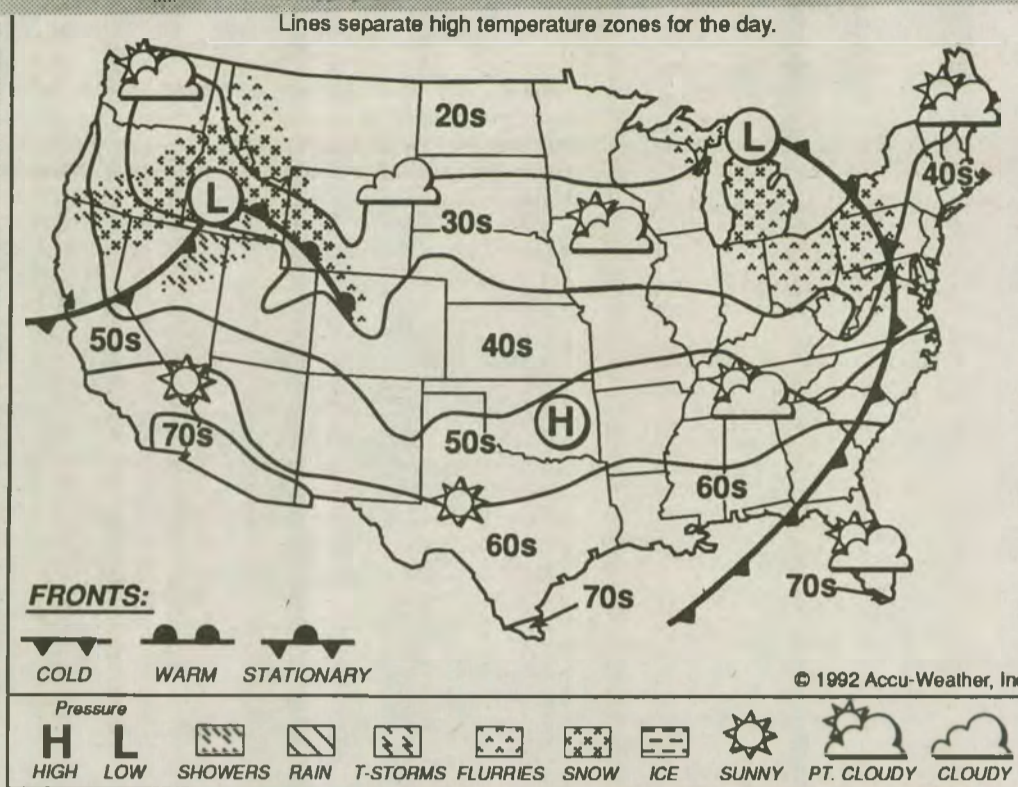 Lines separate high temperature zones for the day.
20s
L
L
40s
30s
50s
40s
70s
50s
H
60s
60s
70s
70s
FRONTS:
COLD WARM STATIONARY
© 1992 Accu-Weather, Inc
Pressure
H L
HIGH LOW SHOWERS RAIN T-STORMS FLURRIES SNOW ICE SUNNY PT. CLOUDY CLOUDY